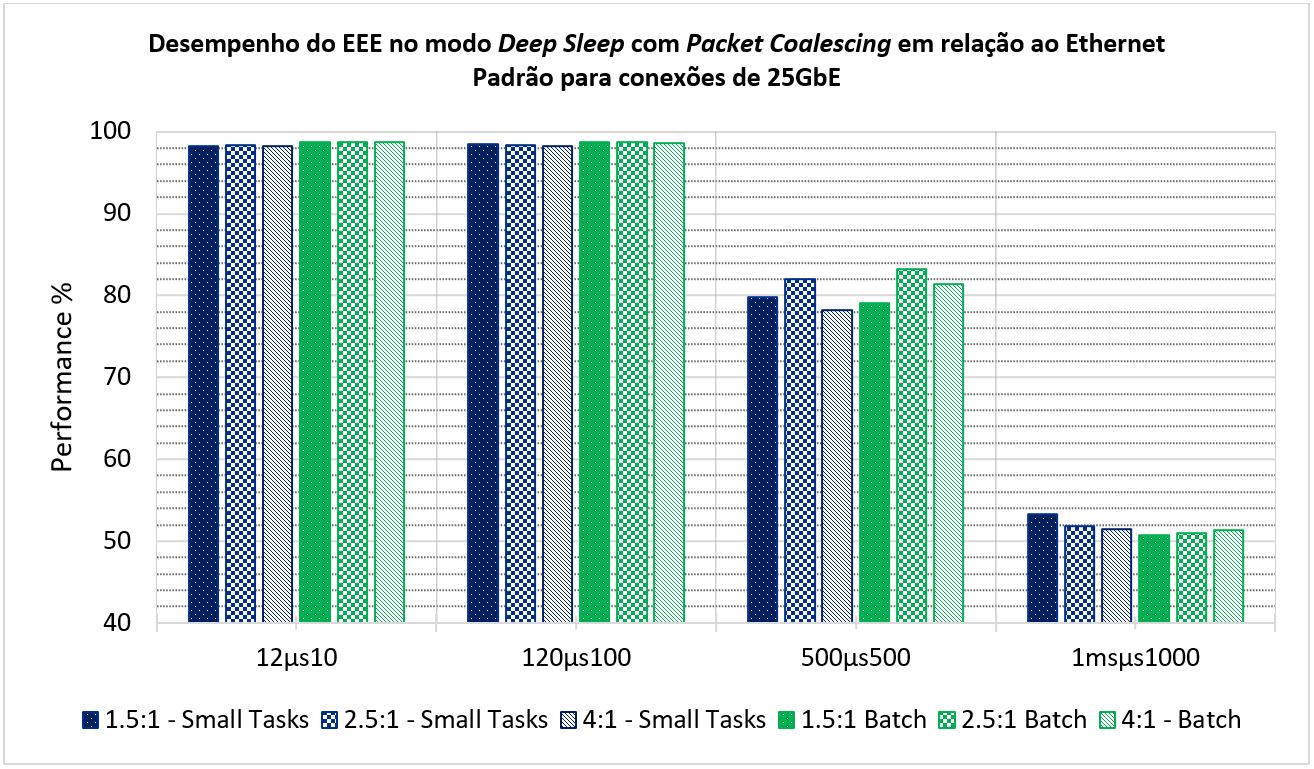 Desempenho do EEE no modo Deep Sleep com Packet Coalescing em relação ao Ethernet
Padrão para conexões de 25GbE
Performance %
100
90
80
70
60
50
40
12µs10
120µs100
500µs500
1msµs1000
1.5:1 - Small Tasks
2.5:1 - Small Tasks
4:1 - Small Tasks
1.5:1 Batch
2.5:1 Batch
4:1 - Batch